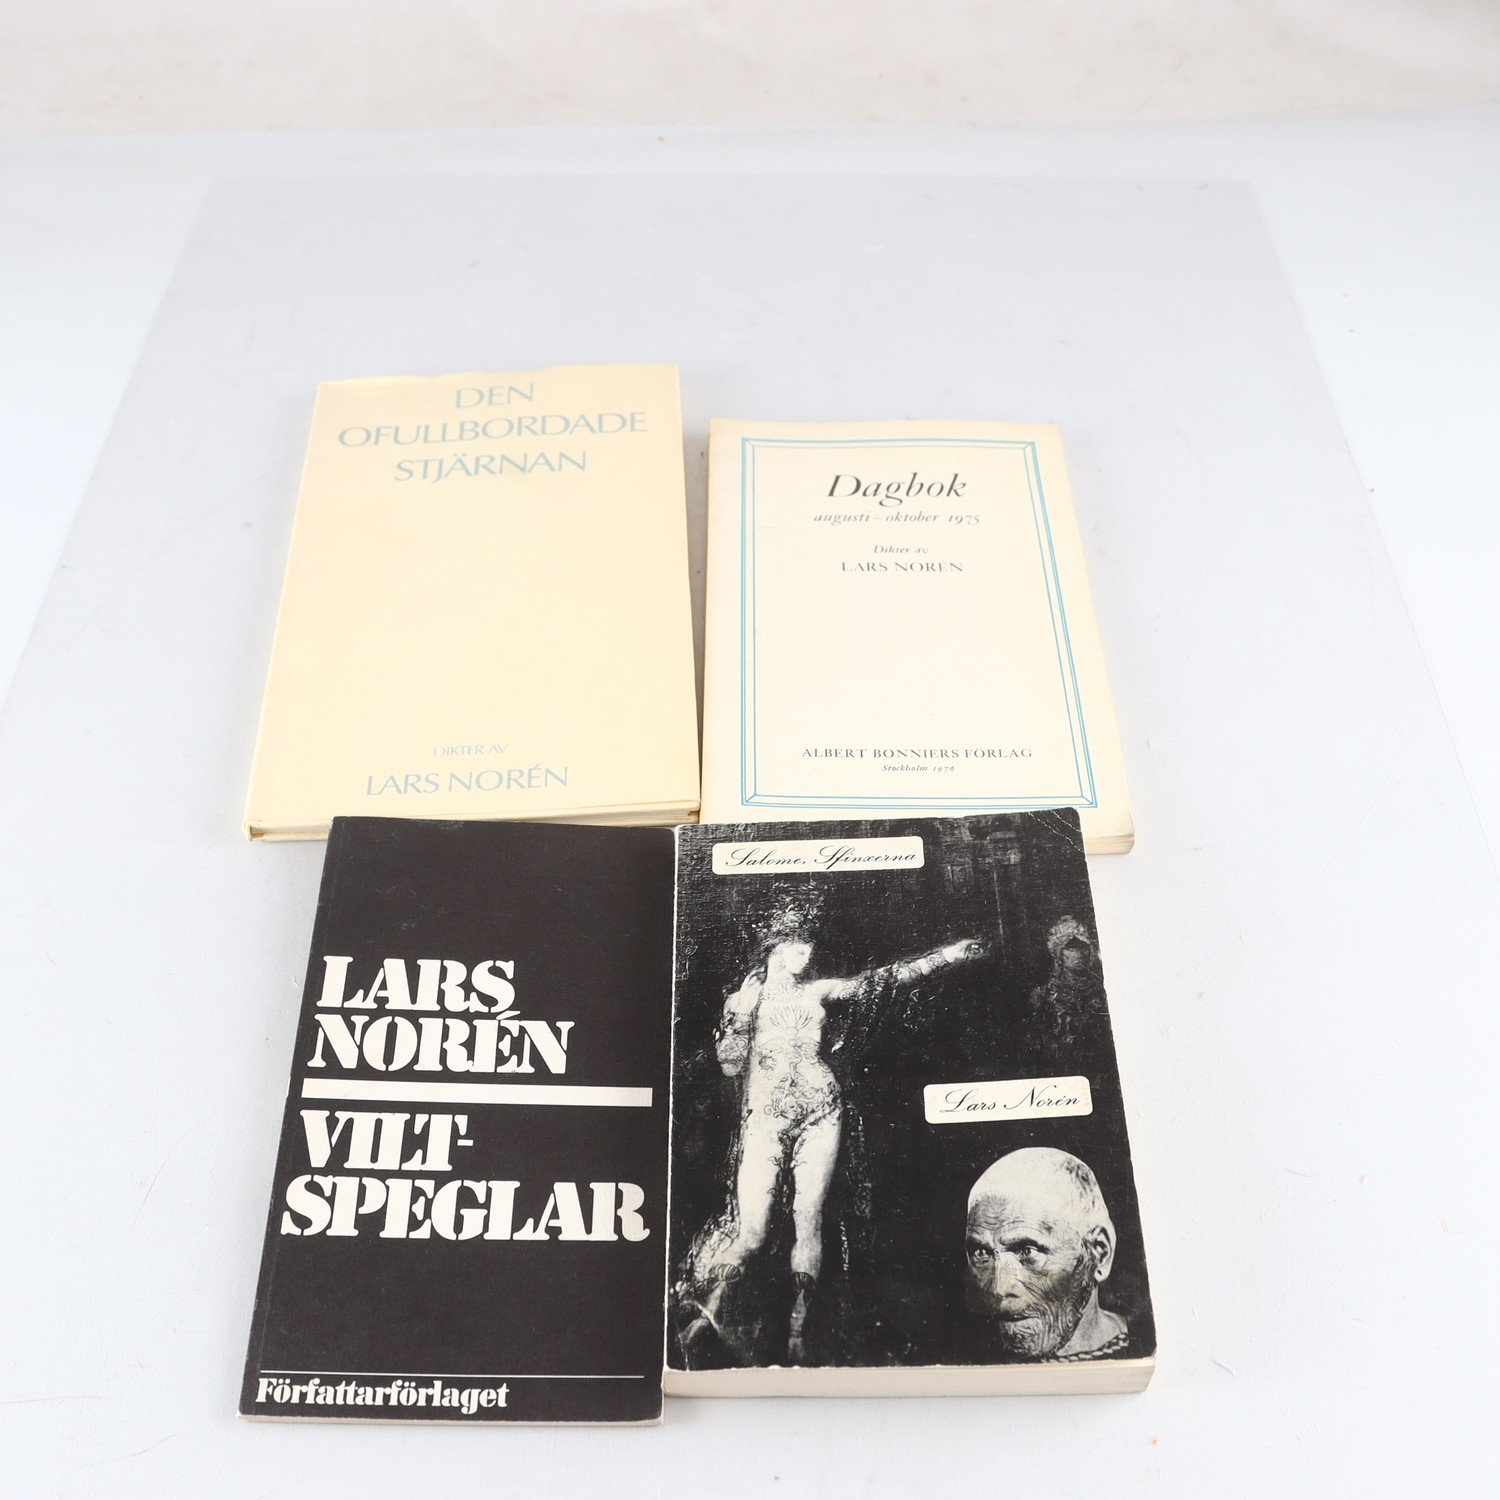 DEN
OFULLBORDADE
STJÄRNAN
DIKTER AV
LARS NORÉN
Dagbok
augusti – oktober 1975
Dikter av
LARS NORÉN
ALBERT BONNIERS FÖRLAG
Stockholm 1976
LARS
NORÉN
VILT-
SPEGLAR
Författarförlaget
Salome, Sfinxerna
Lars Norén